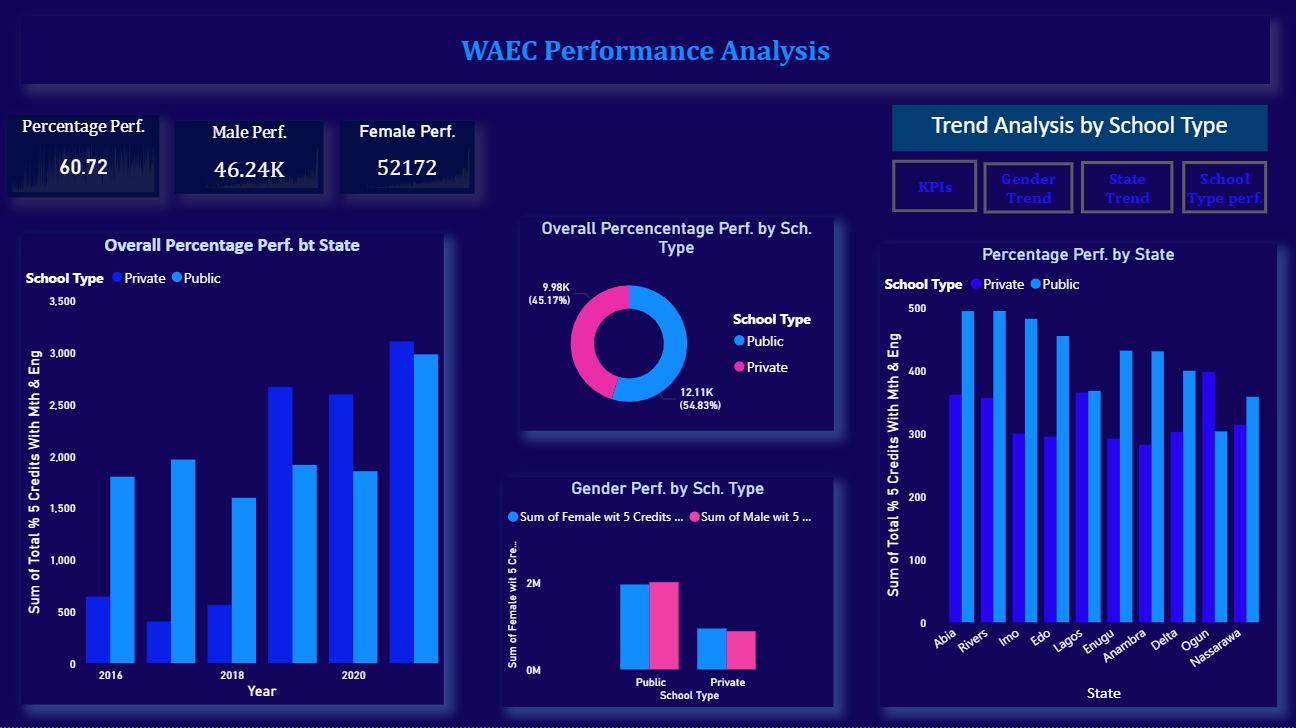 WAEC Performance Analysis
Percentage Perf.
60.72
Male Perf.
46.24K
Female Perf.
52172
Trend Analysis by School Type
KPIs
Gender
Trend
State
Trend
School
Type perf.
Overall Percentage Perf. bt State
School Type Private Public
Sum of Total % 5 Credits With Mth & Eng
3,500
3,000
2,500
2,000
1,500
1,000
500
0
2016
2018
2020
Year
Overall Percencentage Perf. by Sch.
Type
9.98K
(45.17%)
12.11K
(54.83%)
School Type
Public
Private
Gender Perf. by Sch. Type
Sum of Female wit 5 Credits ... Sum of Male wit 5 ...
Sum of Female wit 5 Cre...
2M
0M
Public
Private
School Type
Percentage Perf. by State
School Type Private Public
Sum of Total % 5 Credits With Mth & Eng
500
400
300
200
100
0
Abia
Rivers
Imo
Edo
Lagos
Enugu
Anambra
Delta
Ogun
Nassarawa
State